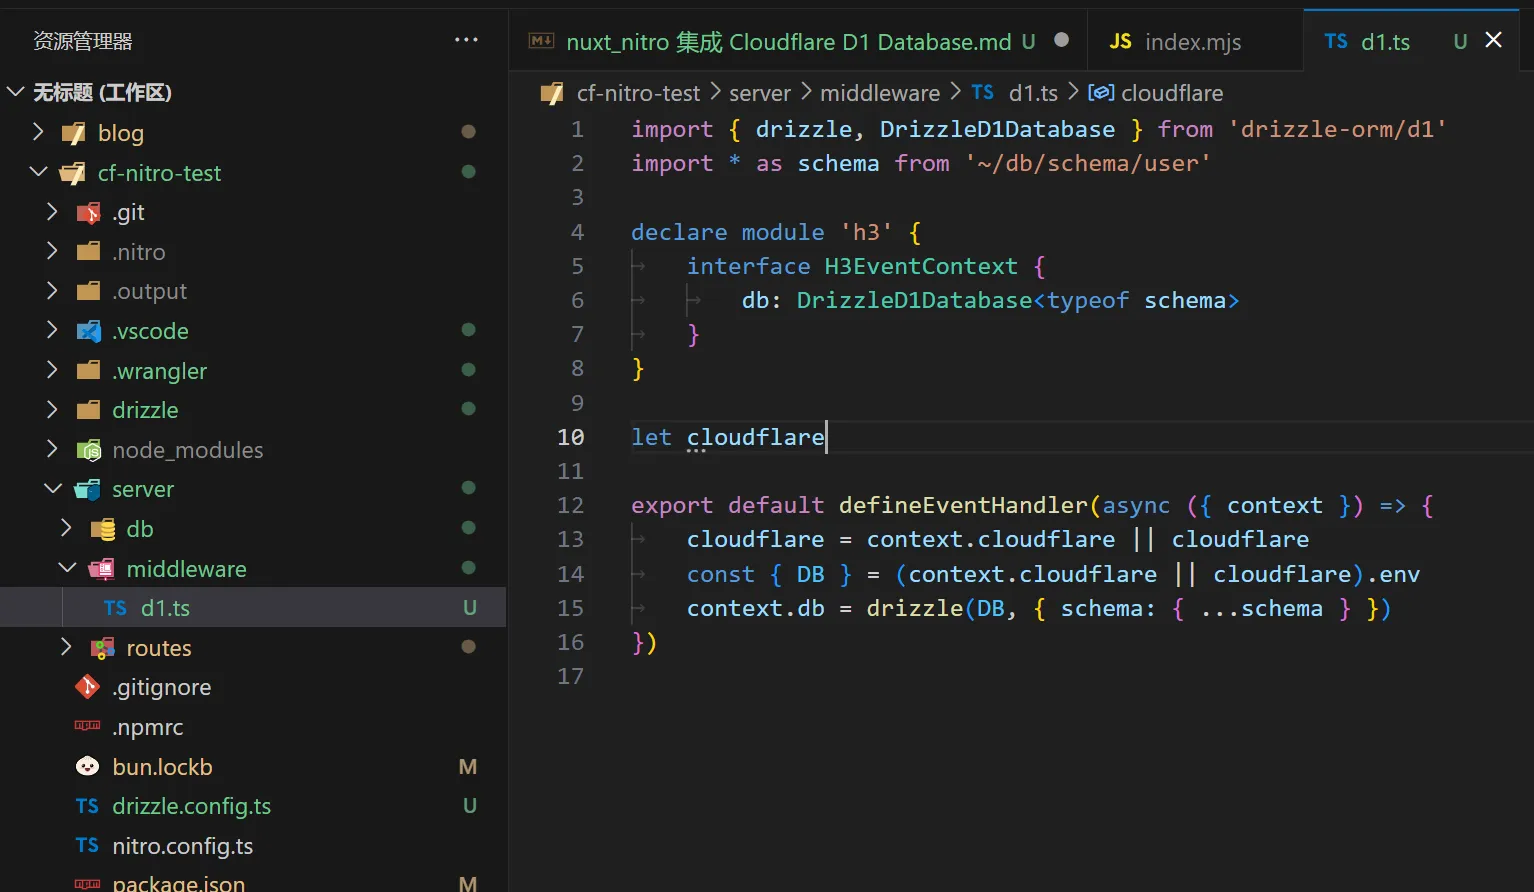 资源管理器
无标题 (工作区)
blog
cf-nitro-test
.git
.nitro
.output
.vscode
.wrangler
drizzle
node_modules
server
db
middleware
TS d1.ts U
routes
.gitignore
.npmrc
bun.lockb M
TS drizzle.config.ts U
TS nitro.config.ts
package.json M
nuxt_nitro 集成 Cloudflare D1 Database.md U
JS index.mjs
TS d1.ts U
cf-nitro-test > server > middleware > TS d1.ts > cloudflare
1 import { drizzle, DrizzleD1Database } from 'drizzle-orm/d1'
2 import * as schema from '~/db/schema/user'
3
4 declare module 'h3' {
5 interface H3EventContext {
6 db: DrizzleD1Database<typeof schema>
7 }
8 }
9
10 let cloudflare
11
12 export default defineEventHandler(async ({ context }) => {
13 cloudflare = context.cloudflare || cloudflare
14 const { DB } = (context.cloudflare || cloudflare).env
15 context.db = drizzle(DB, { schema: { ...schema } })
16 })
17